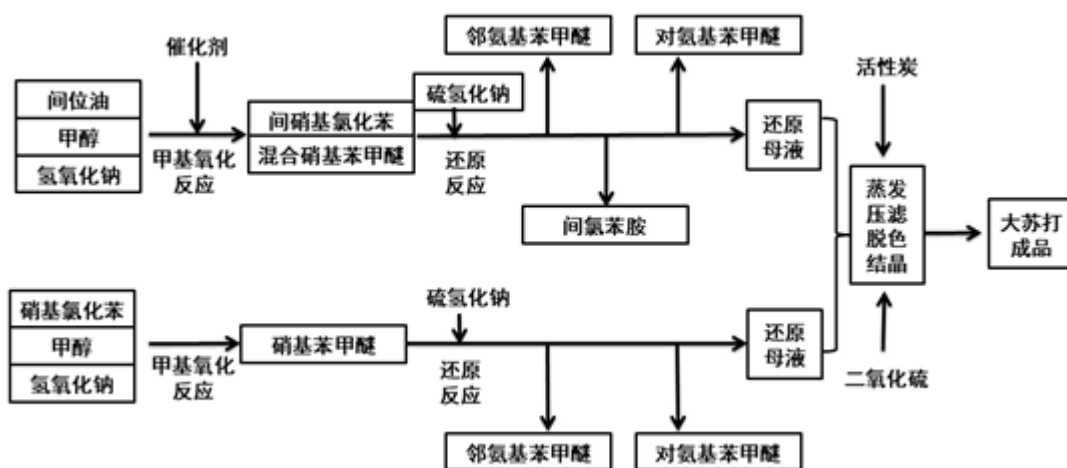 邻氨基苯甲醚
对氨基苯甲醚
催化剂
活性炭
硫氢化钠
间位油
甲醇
氢氧化钠
甲基氧化
反应
间硝基氯化苯
混合硝基苯甲醚
还原
反应
还原
母液
间氯苯胺
蒸发
压滤
脱色
结晶
大苏打
成品
硝基氯化苯
甲醇
氢氧化钠
甲基氧化
反应
硝基苯甲醚
硫氢化钠
还原
反应
还原
母液
二氧化硫
邻氨基苯甲醚
对氨基苯甲醚